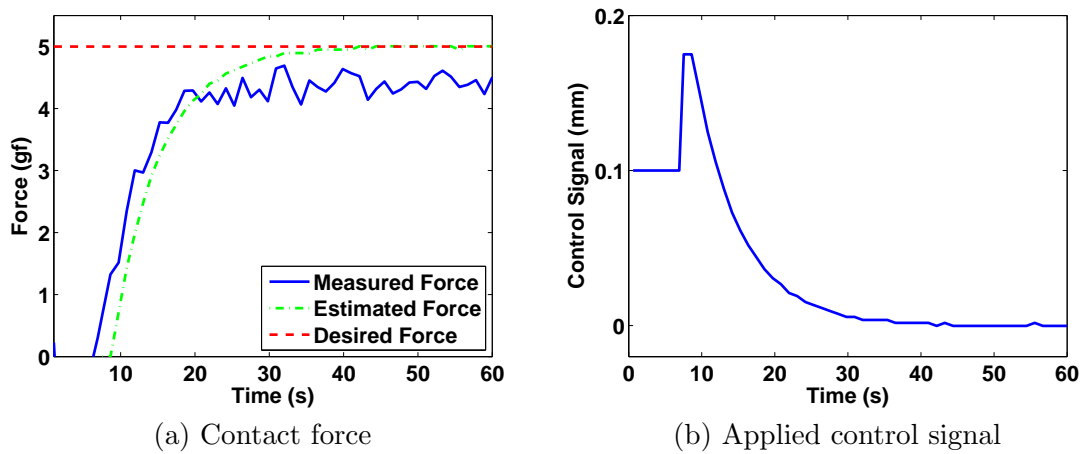 Force (gf)
5
4
3
2
1
0
10
20
30
40
50
60
Time (s)
Measured Force
Estimated Force
Desired Force
(a) Contact force
Control Signal (mm)
0.2
0.1
0
0
10
20
30
40
50
60
Time (s)
(b) Applied control signal